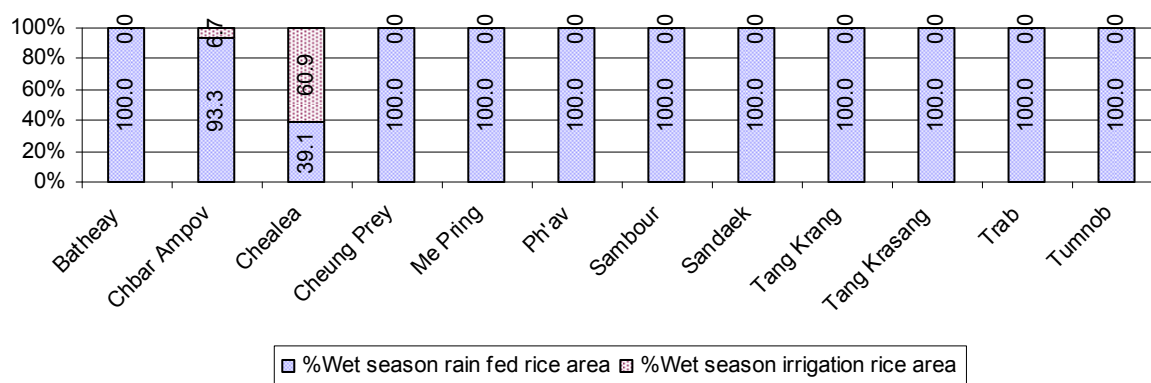 0.0 6.7 0.0 0.0 0.0 0.0 0.0 0.0 0.0 0.0 0.0
100%
80%
60%
40%
20%
0%
100.0 93.3 39.1 60.9 100.0 100.0 100.0 100.0 100.0 100.0 100.0 100.0 100.0
Batheay
Chbar Ampov
Chealea
Cheung Prey
Me Pring
Ph'av
Sambour
Sandaek
Tang Krang
Tang Krasang
Trab
Tumnob
%Wet season rain fed rice area %Wet season irrigation rice area